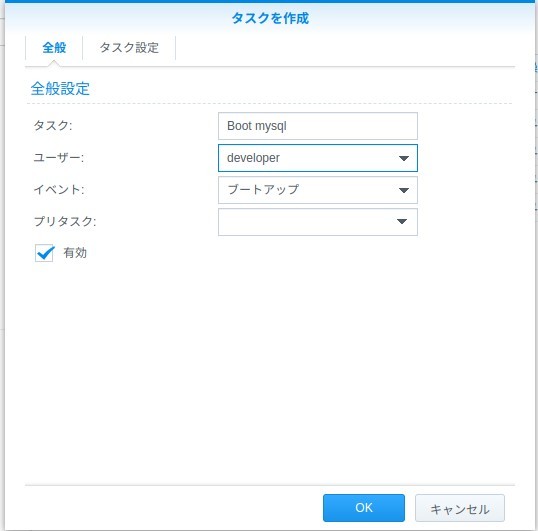 タスクを作成
全般 タスク設定
全般設定
タスク: Boot mysql
ユーザー: developer
イベント: ブートアップ
プリタスク:
有効
OK キャンセル